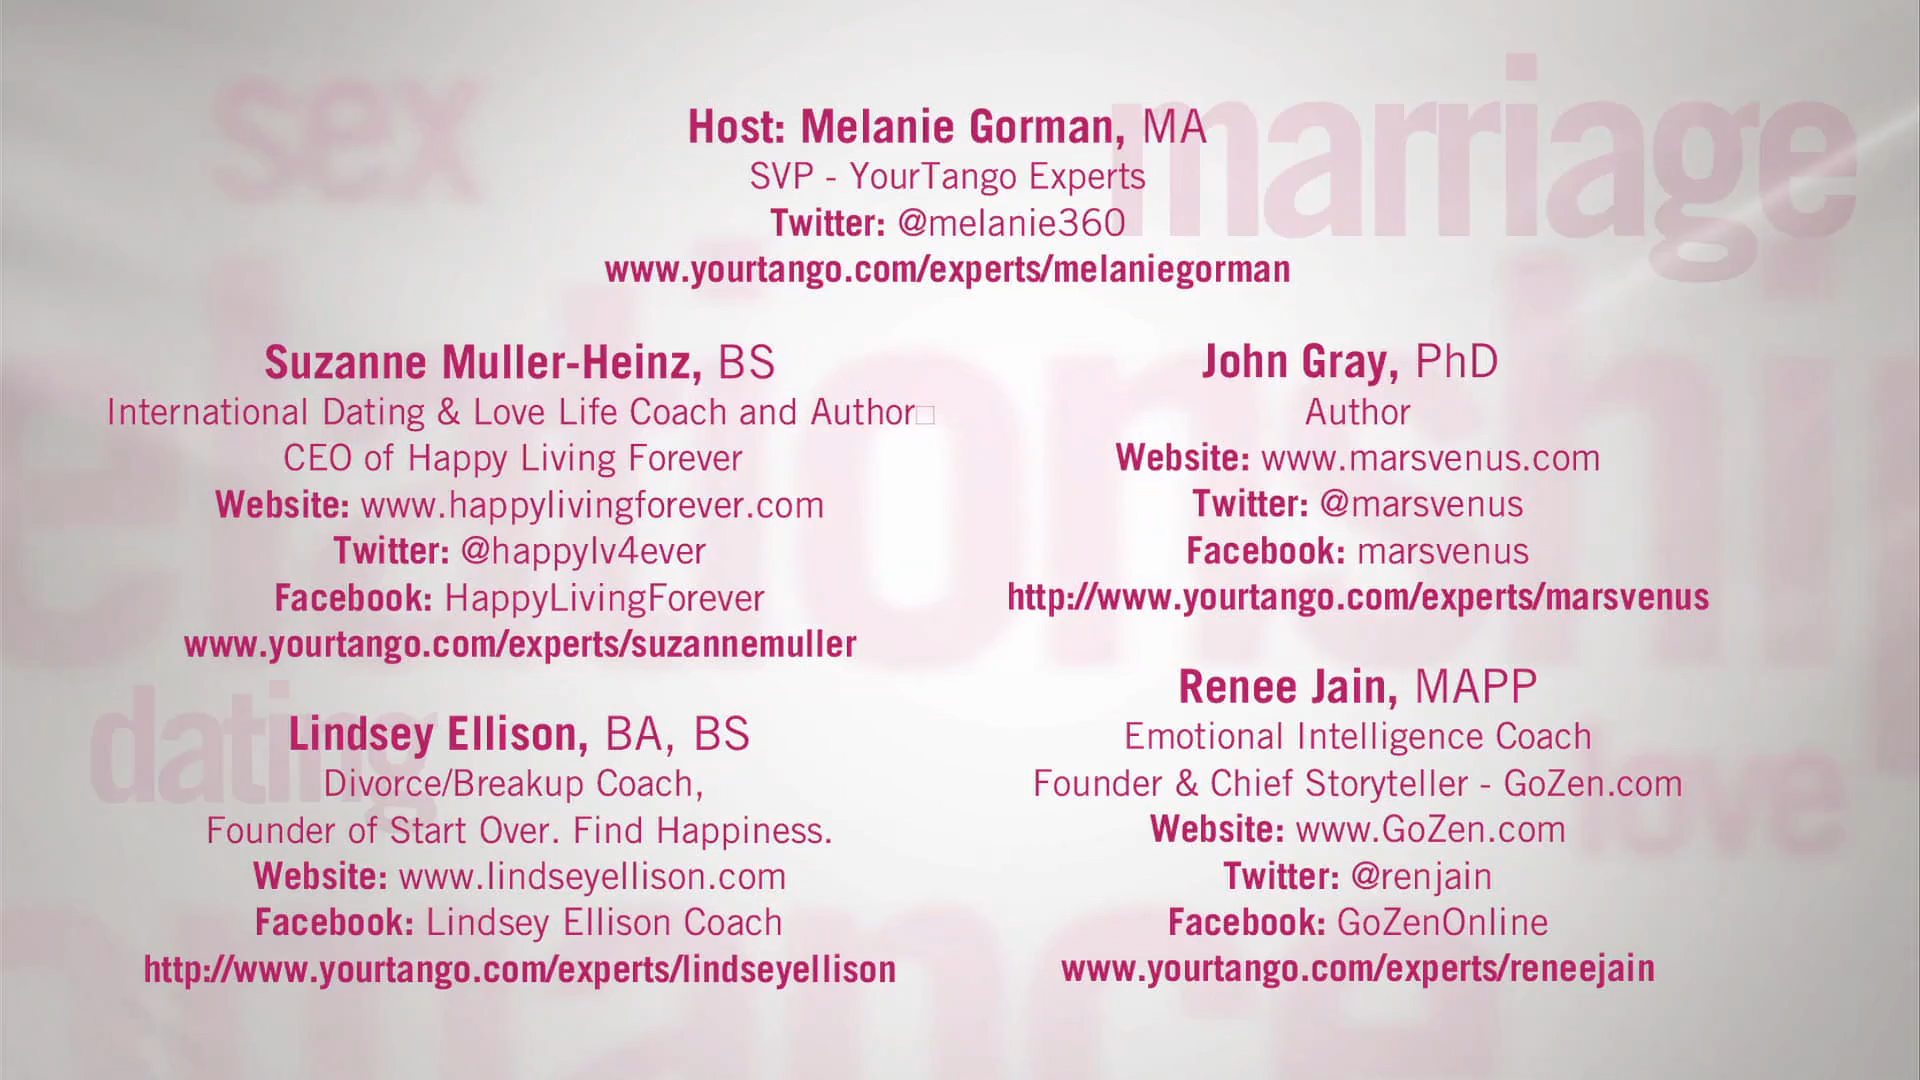 sex
marriage
Host: Melanie Gorman, MA
SVP - YourTango Experts
Twitter: @melanie360
www.yourtango.com/experts/melaniegorman
Suzanne Muller-Heinz, BS
International Dating & Love Life Coach and Author
CEO of Happy Living Forever
Website: www.happylivingforever.com
Twitter: @happylv4ever
Facebook: HappyLivingForever
www.yourtango.com/experts/suzannemuller
John Gray, PhD
Author
Website: www.marsvenus.com
Twitter: @marsvenus
Facebook: marsvenus
http://www.yourtango.com/experts/marsvenus
elationship
dating
Lindsey Ellison, BA, BS
Divorce/Breakup Coach,
Founder of Start Over. Find Happiness.
Website: www.lindseyellison.com
Facebook: Lindsey Ellison Coach
http://www.yourtango.com/experts/lindseyellison
Renee Jain, MAPP
Emotional Intelligence Coach
Founder & Chief Storyteller - GoZen.com
Website: www.GoZen.com
Twitter: @renjain
Facebook: GoZenOnline
www.yourtango.com/experts/reneejain
love